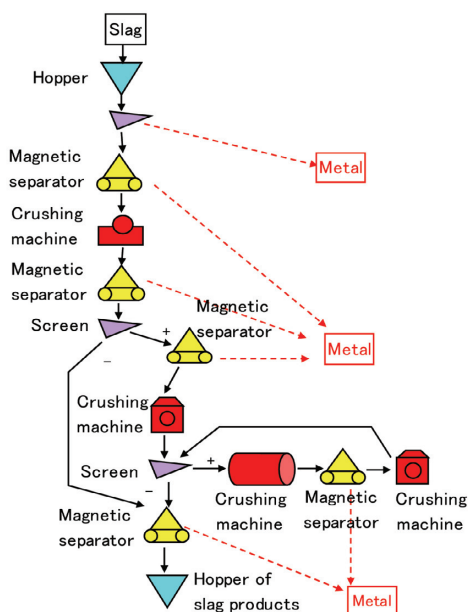 Slag
Hopper
Metal
Magnetic
separator
Crushing
machine
Magnetic
separator
Magnetic
separator
Screen
+
−
Metal
Crushing
machine
Screen
+
−
Crushing
machine
Magnetic
separator
Crushing
machine
Magnetic
separator
Hopper of
slag products
Metal